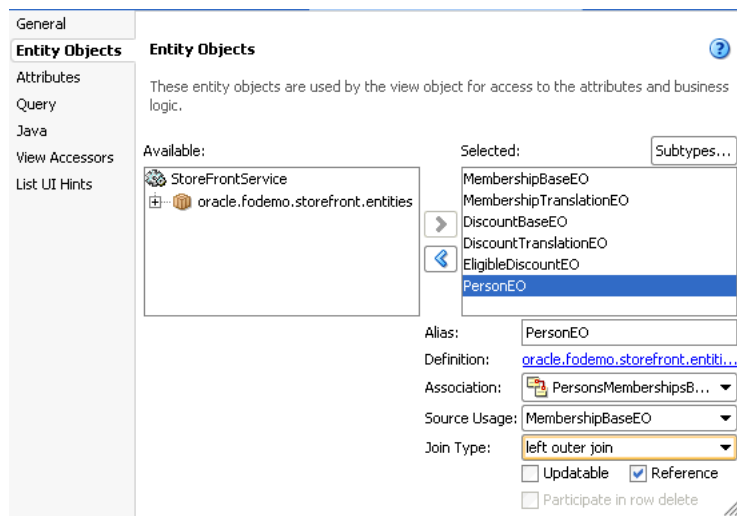 General
Entity Objects
Attributes
Query
Java
View Accessors
List UI Hints
Entity Objects
?
These entity objects are used by the view object for access to the attributes and business
logic.
Available:
StoreFrontService
oracle.fodemo.storefront.entities
Selected:
Subtypes...
MembershipBaseEO
MembershipTranslationEO
DiscountBaseEO
DiscountTranslationEO
EligibleDiscountEO
PersonEO
Alias: PersonEO
Definition: oracle.fodemo.storefront.entiti...
Association: PersonsMembershipsB...
Source Usage: MembershipBaseEO
Join Type: left outer join
Updatable Reference
Participate in row delete